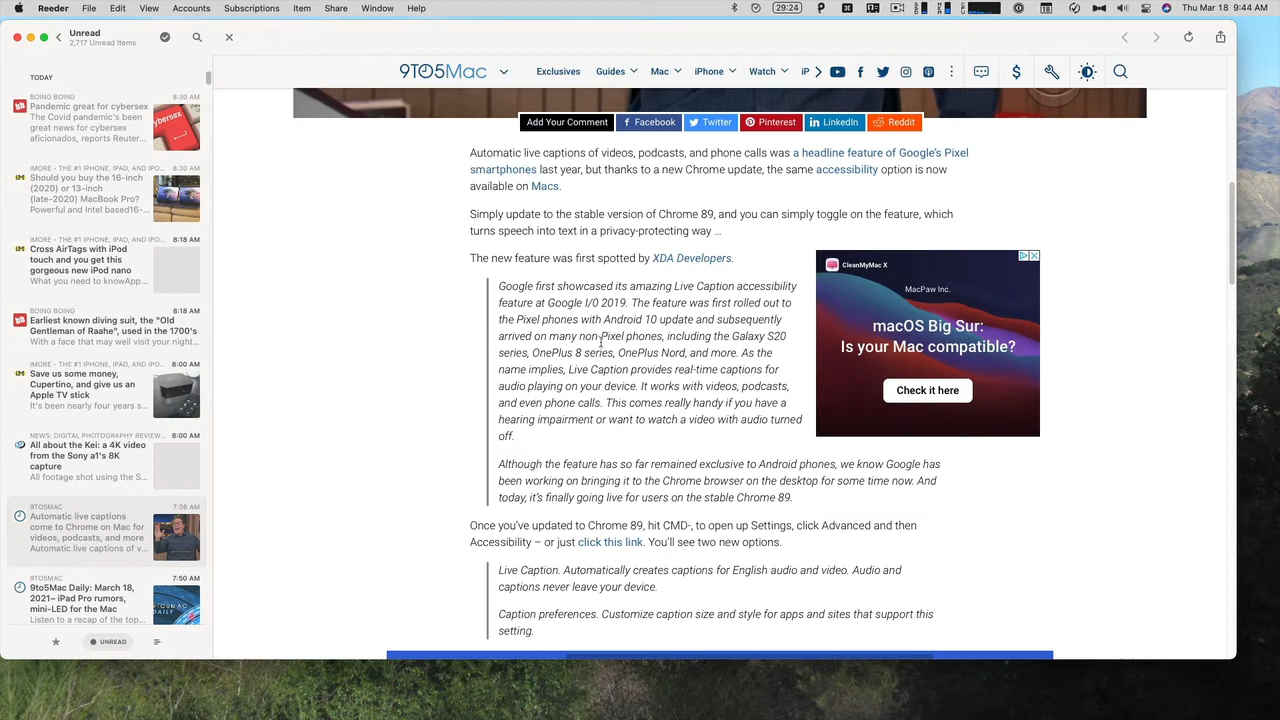 Reeder File Edit View Accounts Subscriptions Item Share Window Help
29:24 18 Thu Mar 18 9:44 AM
Unread
2,717 Unread Items
TODAY
BOING BOING 8:30 AM
Pandemic great for cybersex
The Covid pandemic's been
great news for cybersex
aficionados, reports Reuter...
IMORE - THE #1 IPHONE, IPAD, AND IPO... 8:30 AM
Should you buy the 16-inch
(2020) or 13-inch
(late-2020) MacBook Pro?
Powerful and Intel based16-...
IMORE - THE #1 IPHONE, IPAD, AND IPO... 8:18 AM
Cross AirTags with iPod
touch and you get this
gorgeous new iPod nano
What you need to knowApp...
BOING BOING 8:18 AM
Earliest known diving suit, the "Old
Gentleman of Raahe", used in the 1700's
With a face that may well visit your night...
IMORE - THE #1 IPHONE, IPAD, AND IPO... 8:00 AM
Save us some money,
Cupertino, and give us an
Apple TV stick
It's been nearly four years s...
NEWS: DIGITAL PHOTOGRAPHY REVIEW... 8:00 AM
All about the Kei: a 4K video
from the Sony a1's 8K
capture
All footage shot using the S...
9TO5MAC 7:56 AM
Automatic live captions
come to Chrome on Mac for
videos, podcasts, and more
Automatic live captions of v...
9TO5MAC 7:50 AM
9to5Mac Daily: March 18,
2021– iPad Pro rumors,
mini-LED for the Mac
Listen to a recap of the top...
UNREAD
9TO5Mac Exclusives Guides Mac iPhone Watch iP
Add Your Comment Facebook Twitter Pinterest LinkedIn Reddit
Automatic live captions of videos, podcasts, and phone calls was a headline feature of Google's Pixel
smartphones last year, but thanks to a new Chrome update, the same accessibility option is now
available on Macs.
Simply update to the stable version of Chrome 89, and you can simply toggle on the feature, which
turns speech into text in a privacy-protecting way …
The new feature was first spotted by XDA Developers.
Google first showcased its amazing Live Caption accessibility
feature at Google I/0 2019. The feature was first rolled out to
the Pixel phones with Android 10 update and subsequently
arrived on many non-Pixel phones, including the Galaxy S20
series, OnePlus 8 series, OnePlus Nord, and more. As the
name implies, Live Caption provides real-time captions for
audio playing on your device. It works with videos, podcasts,
and even phone calls. This comes really handy if you have a
hearing impairment or want to watch a video with audio turned
off.
CleanMyMac X
MacPaw Inc.
macOS Big Sur:
Is your Mac compatible?
Check it here
Although the feature has so far remained exclusive to Android phones, we know Google has
been working on bringing it to the Chrome browser on the desktop for some time now. And
today, it's finally going live for users on the stable Chrome 89.
Once you've updated to Chrome 89, hit CMD-, to open up Settings, click Advanced and then
Accessibility – or just click this link. You'll see two new options.
Live Caption. Automatically creates captions for English audio and video. Audio and
captions never leave your device.
Caption preferences. Customize caption size and style for apps and sites that support this
setting.